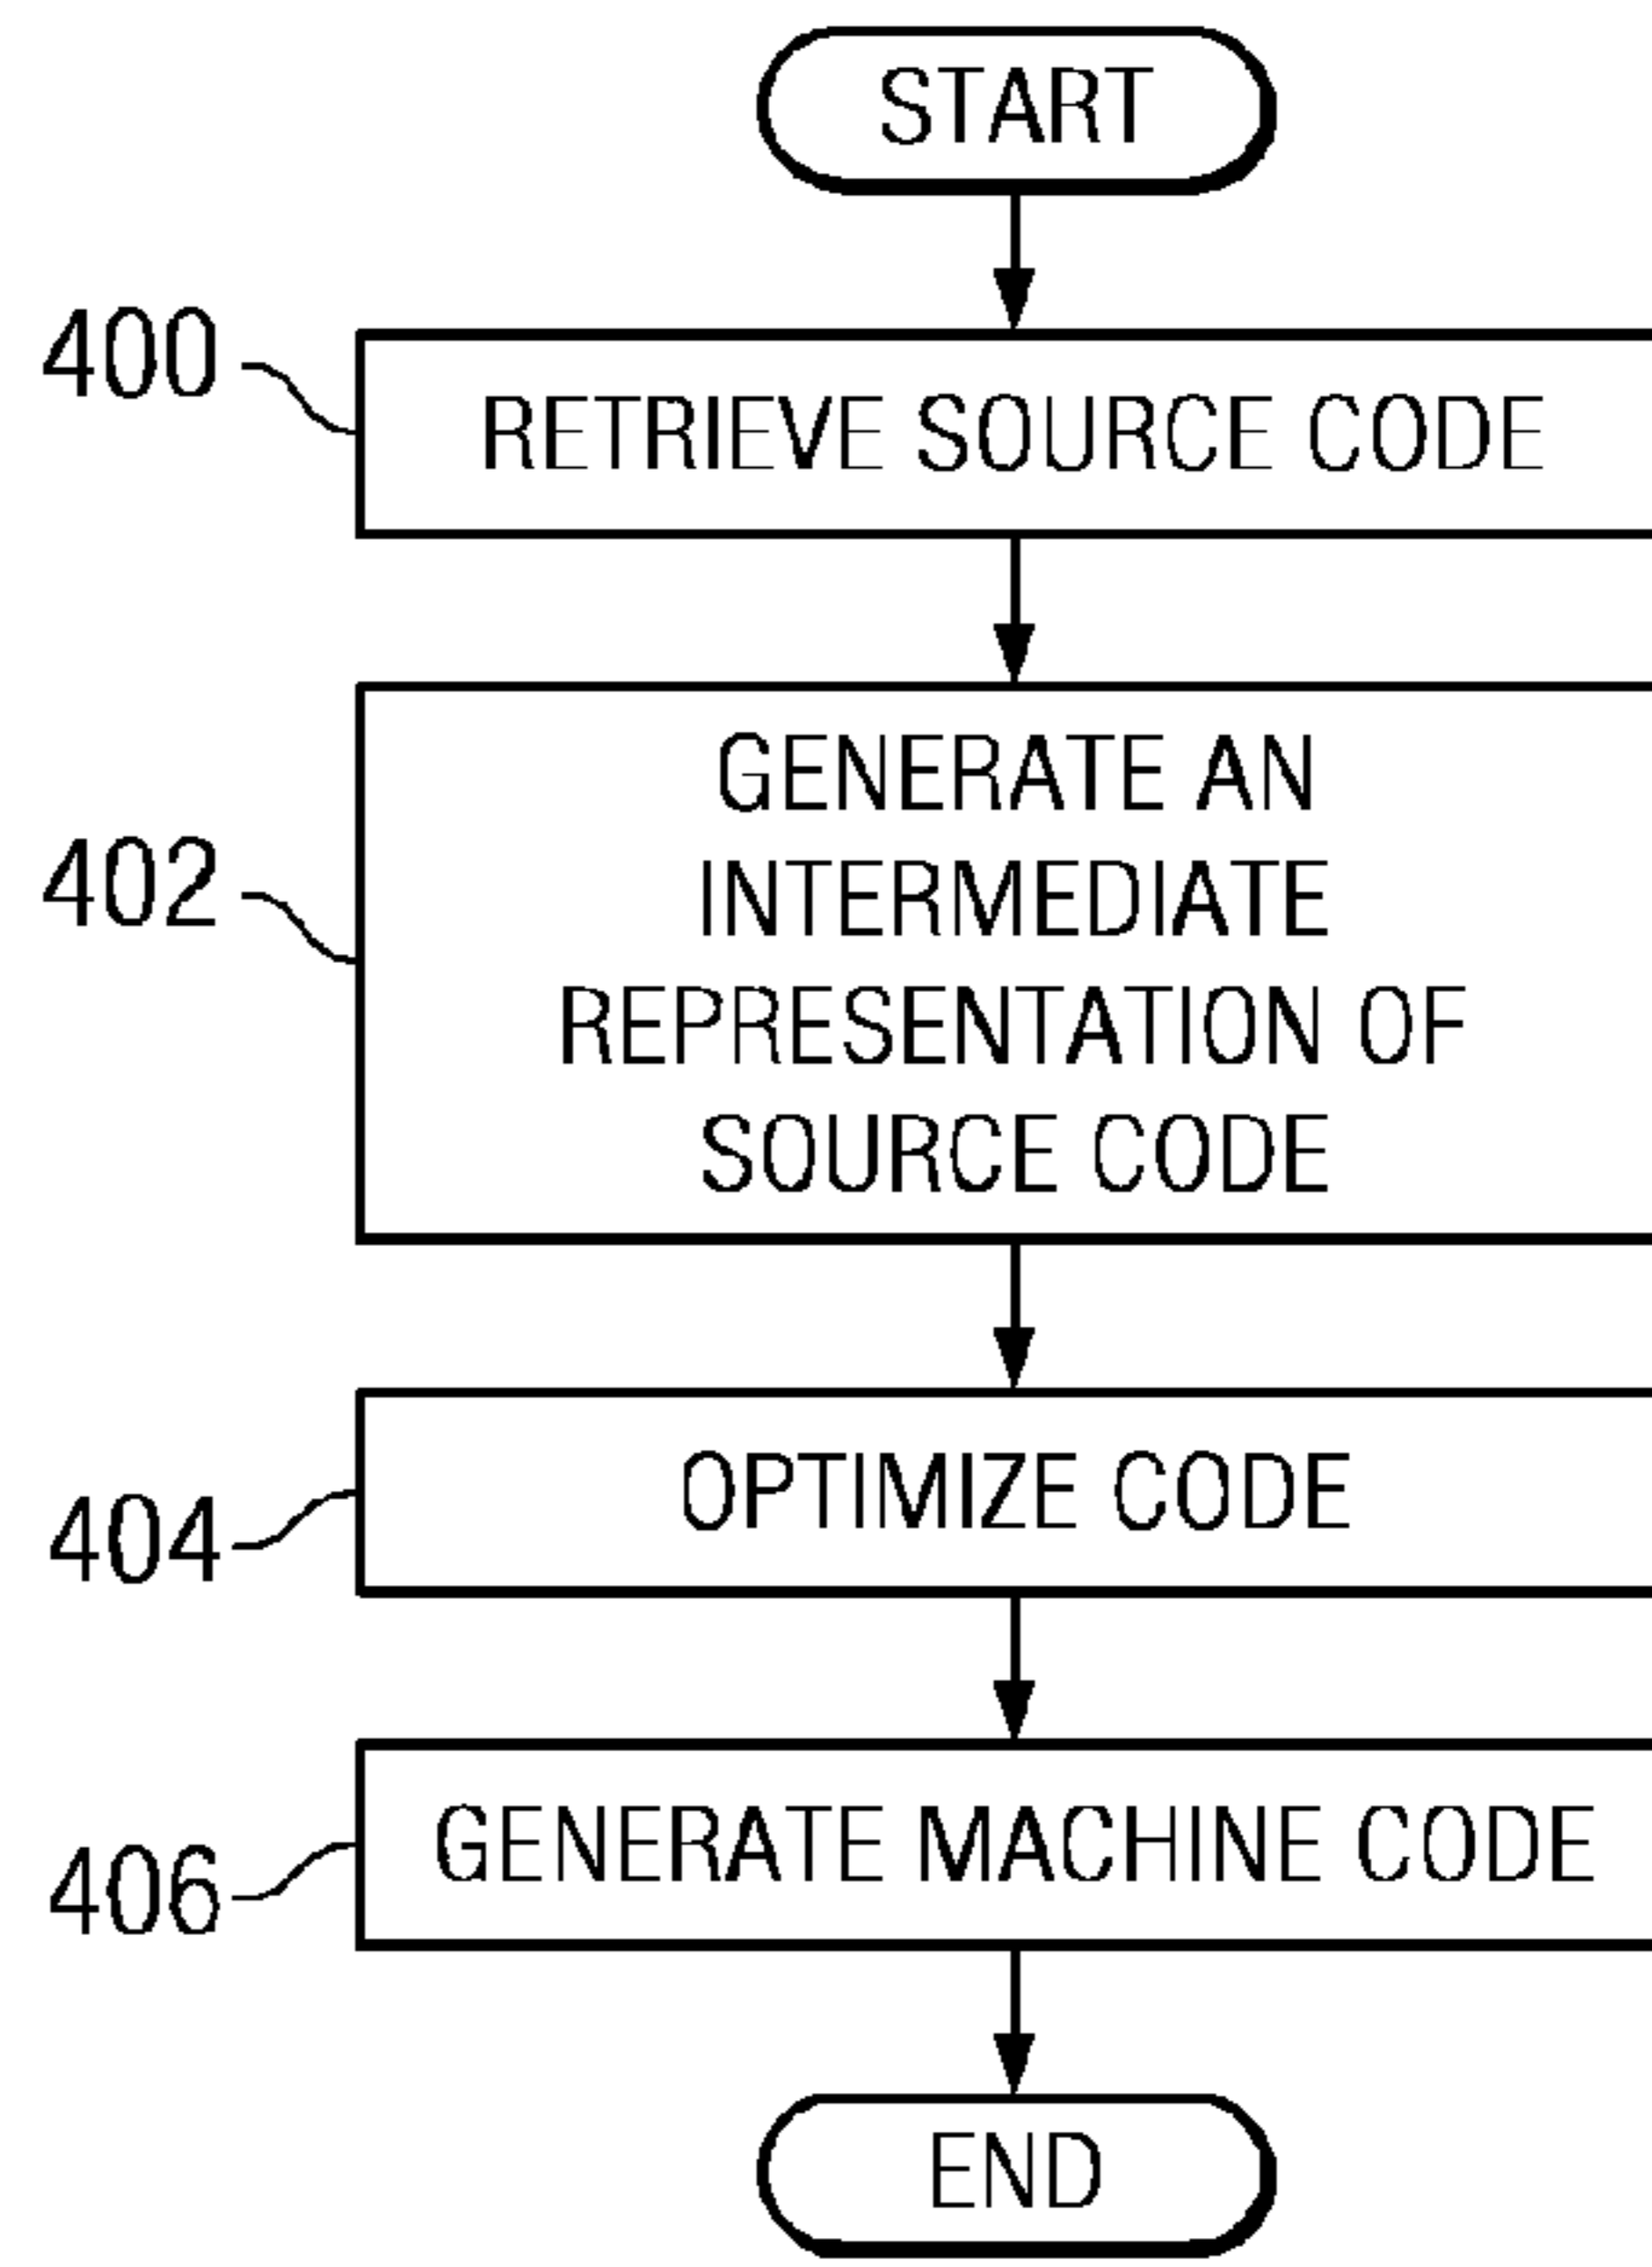 START
400
RETRIEVE SOURCE CODE
402
GENERATE AN
INTERMEDIATE
REPRESENTATION OF
SOURCE CODE
404
OPTIMIZE CODE
406
GENERATE MACHINE CODE
END